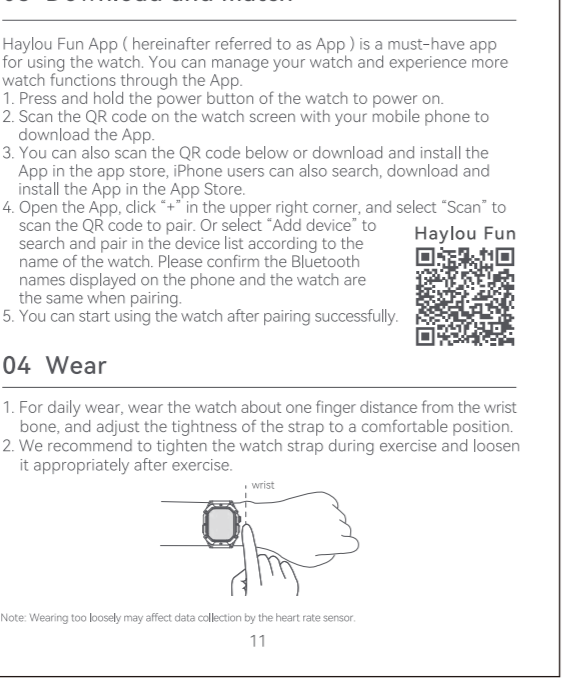 03 Download and Match
Haylou Fun App ( hereinafter referred to as App ) is a must-have app
for using the watch. You can manage your watch and experience more
watch functions through the App.
1. Press and hold the power button of the watch to power on.
2. Scan the QR code on the watch screen with your mobile phone to
download the App.
3. You can also scan the QR code below or download and install the
App in the app store, iPhone users can also search, download and
install the App in the App Store.
4. Open the App, click “+” in the upper right corner, and select “Scan” to
scan the QR code to pair. Or select “Add device” to
search and pair in the device list according to the
name of the watch. Please confirm the Bluetooth
names displayed on the phone and the watch are
the same when pairing.
Haylou Fun
5. You can start using the watch after pairing successfully.
04 Wear
1. For daily wear, wear the watch about one finger distance from the wrist
bone, and adjust the tightness of the strap to a comfortable position.
2. We recommend to tighten the watch strap during exercise and loosen
it appropriately after exercise.
wrist
Note: Wearing too loosely may affect data collection by the heart rate sensor.
11